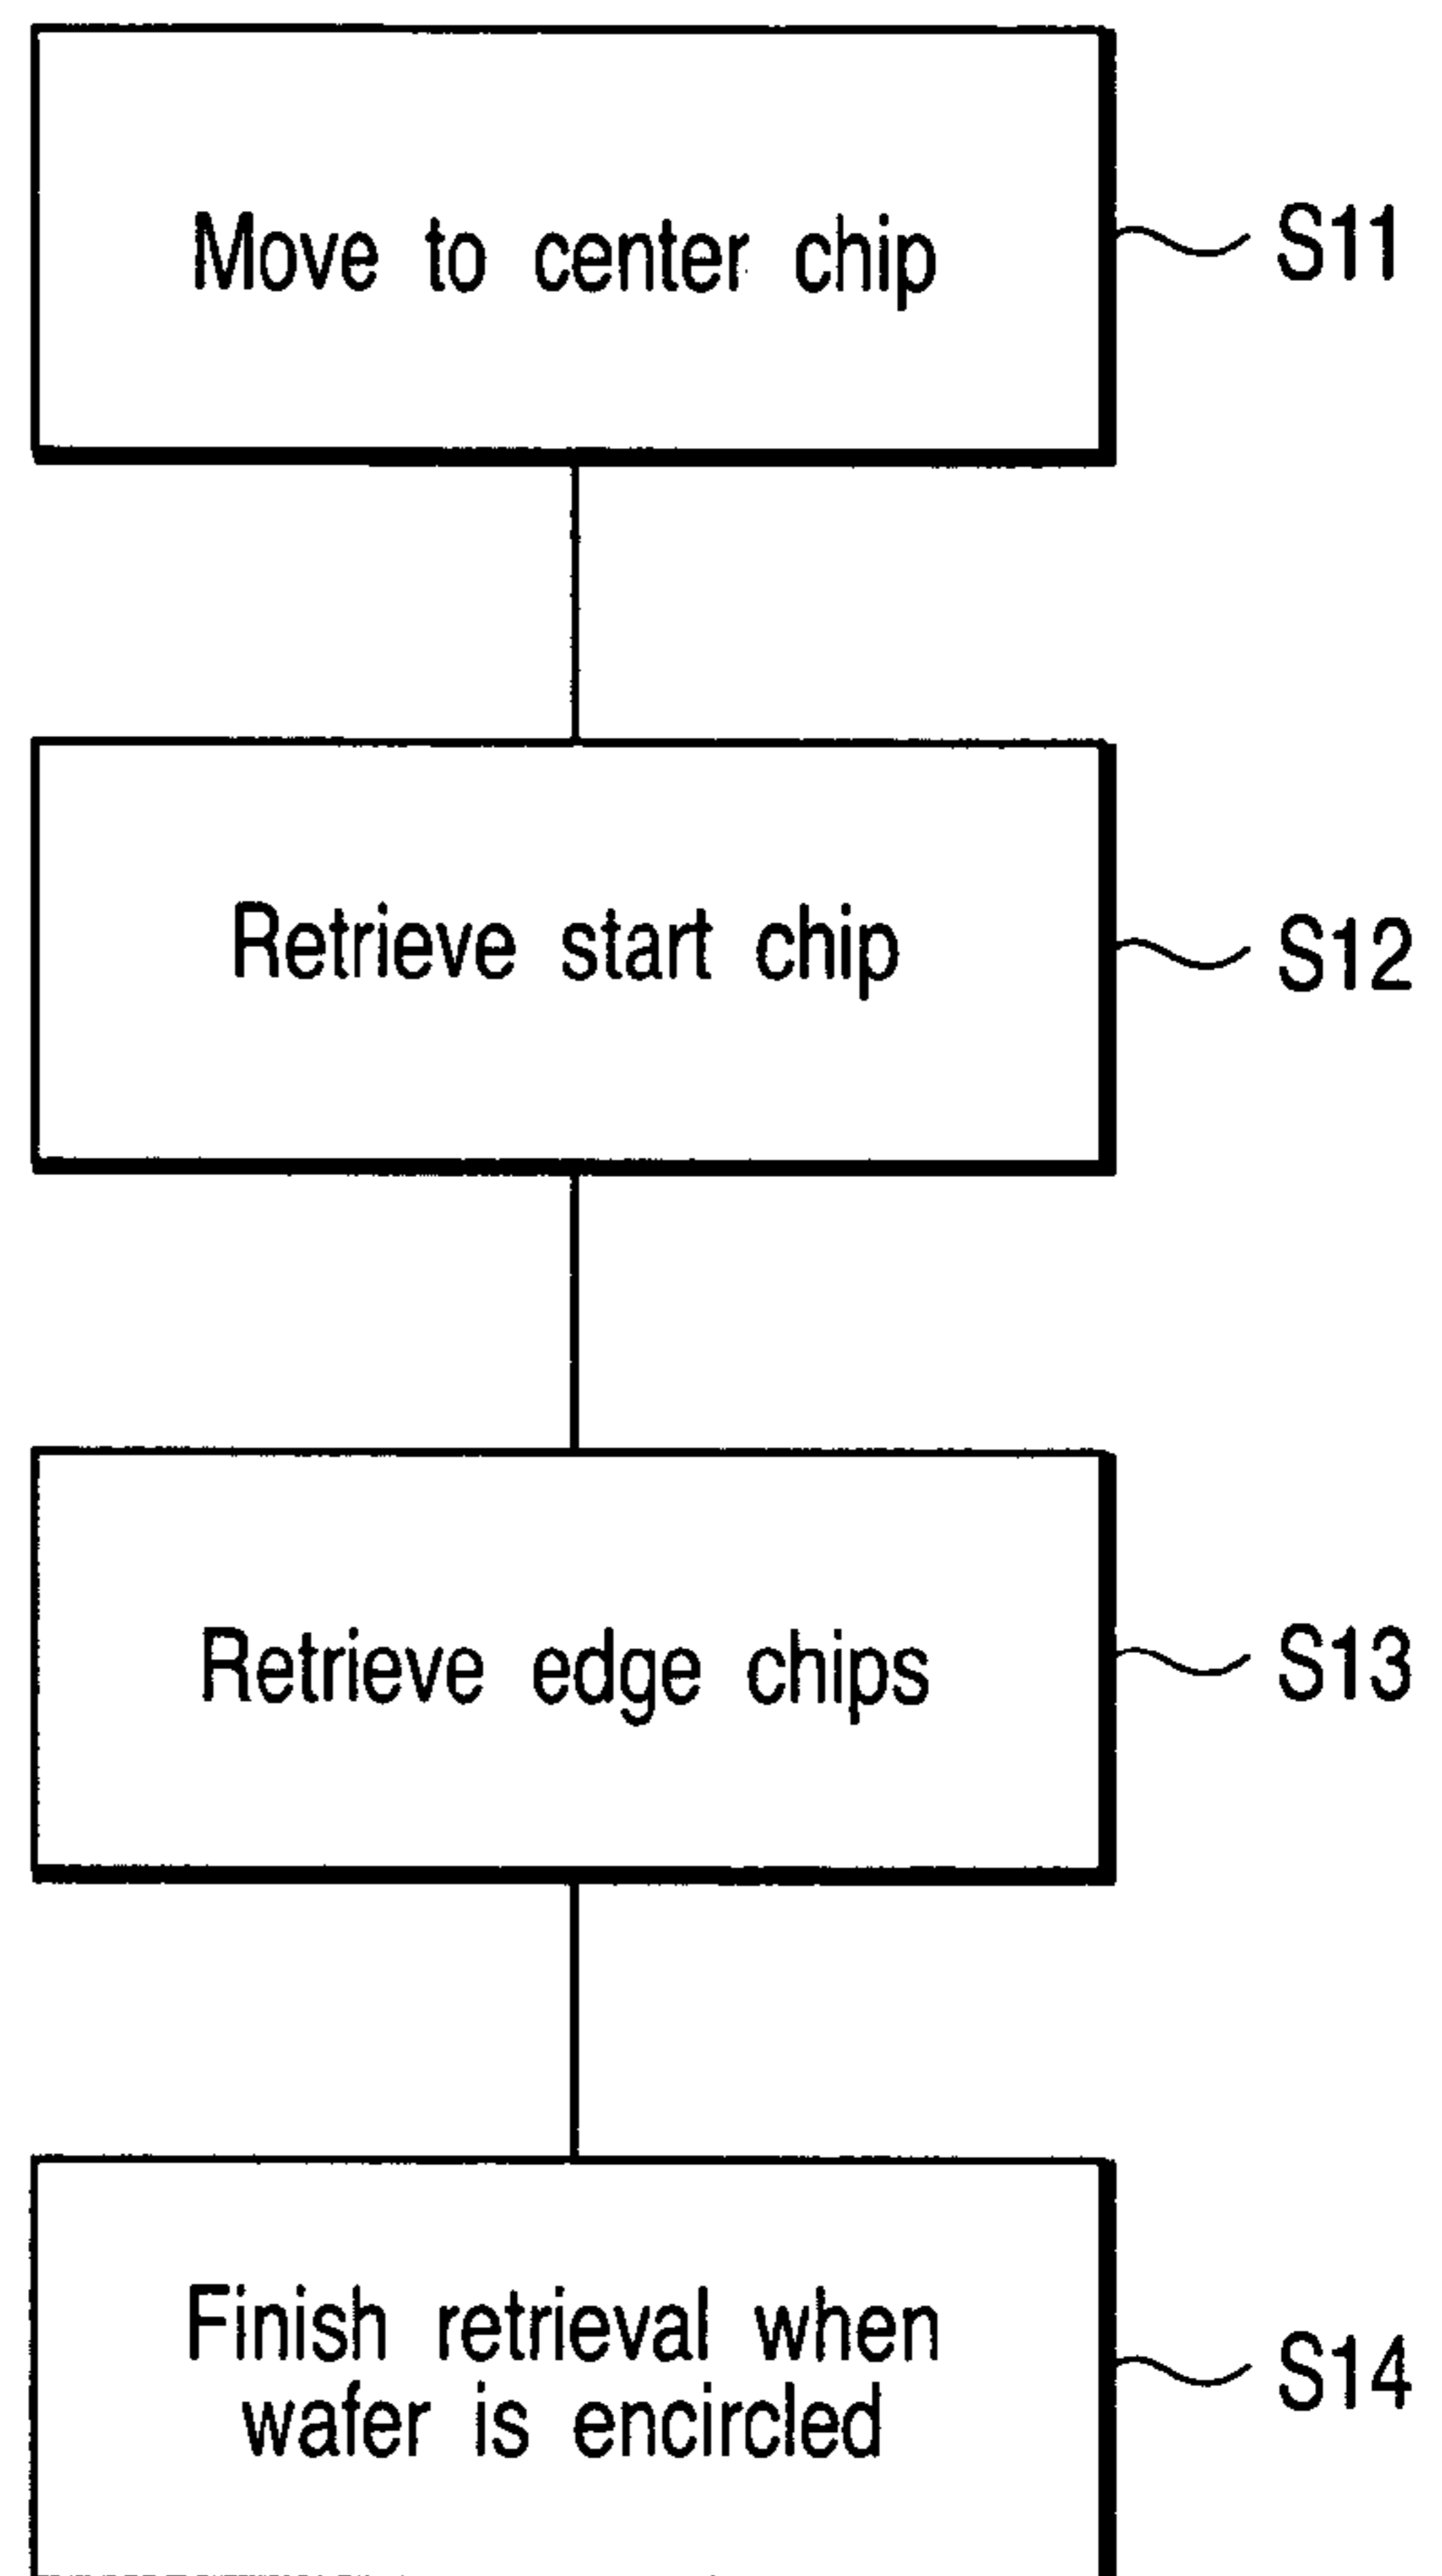 Move to center chip
S11
Retrieve start chip
S12
Retrieve edge chips
S13
Finish retrieval when
wafer is encircled
S14